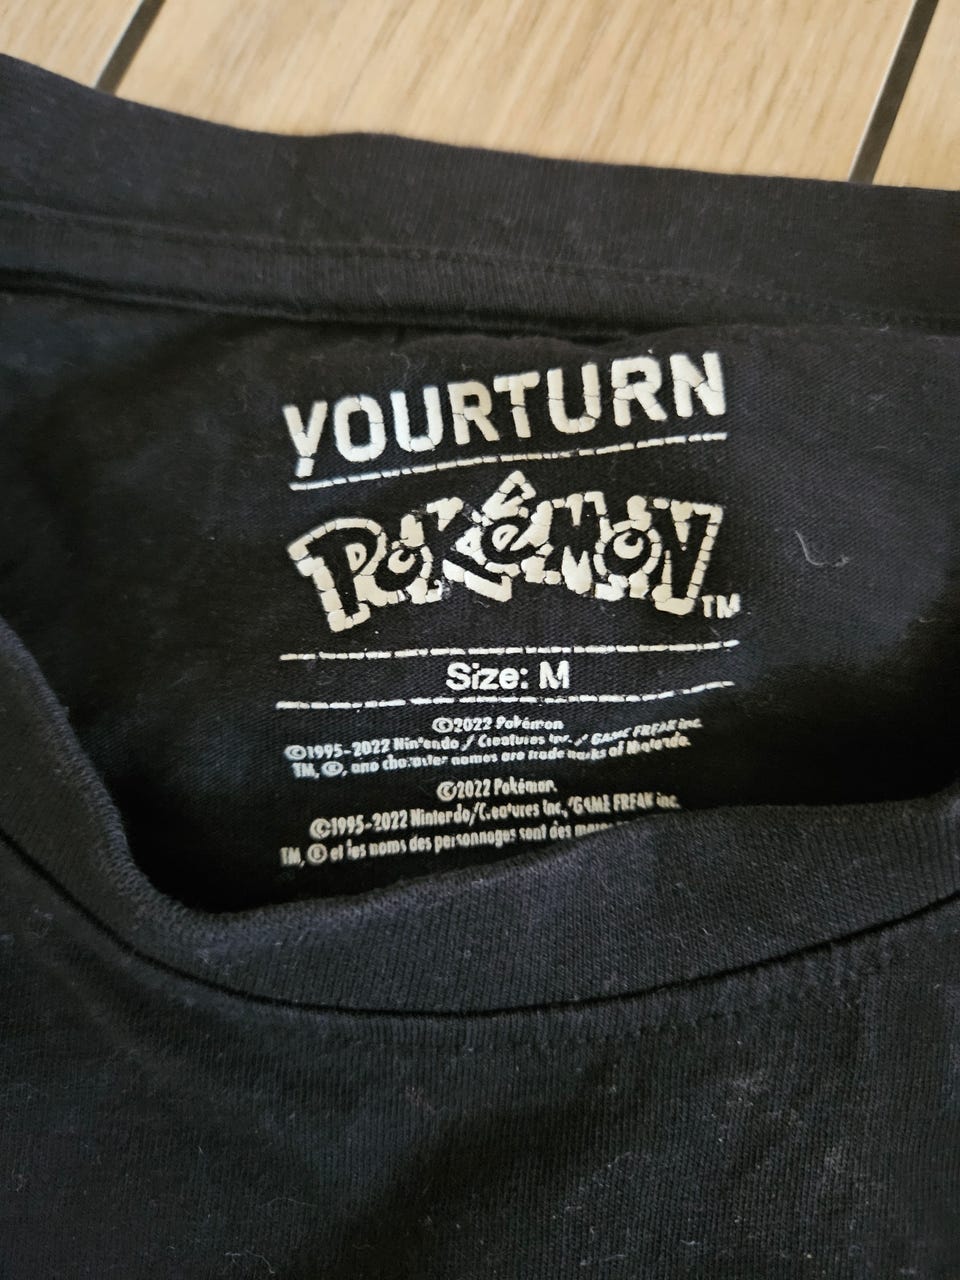 YOURTURN
POKéMON TM
Size: M
©2022 Pokémon.
©1995-2022 Nintendo / Creatures Inc. / GAME FREAK inc.
TM, ®, and character names are trademarks of Nintendo.
©2022 Pokémon.
©1995-2022 Nintendo/Creatures Inc./GAME FREAK inc.
TM, ® et les noms des personnages sont des